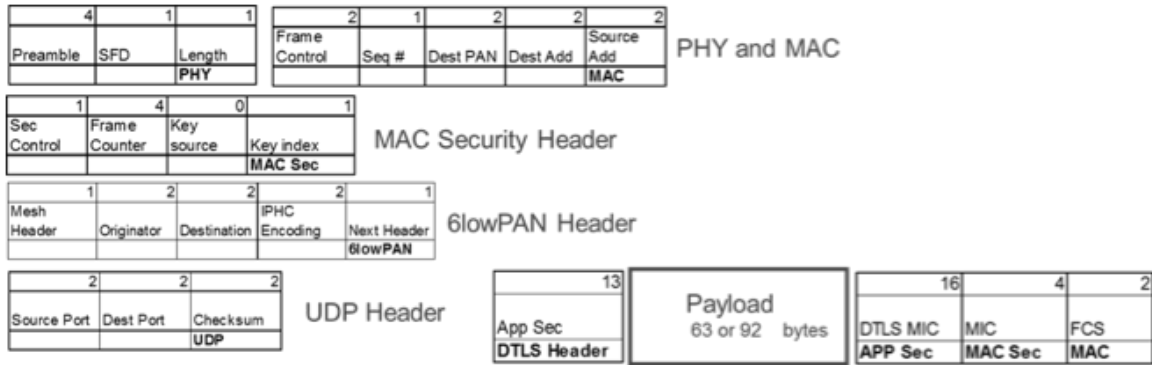 4 1 1
Preamble SFD Length
PHY
2 1 2 2 2
Frame Control Seq # Dest PAN Dest Add Source Add
MAC
PHY and MAC
1 4 0 1
Sec Control Frame Counter Key source Key index
MAC Sec
MAC Security Header
1 2 2 2 1
Mesh Header Originator Destination IPHC Encoding Next Header
6lowPAN
6lowPAN Header
2 2 2
Source Port Dest Port Checksum
UDP
UDP Header
13
App Sec
DTLS Header
Payload
63 or 92 bytes
16 4 2
DTLS MIC MIC FCS
APP Sec MAC Sec MAC